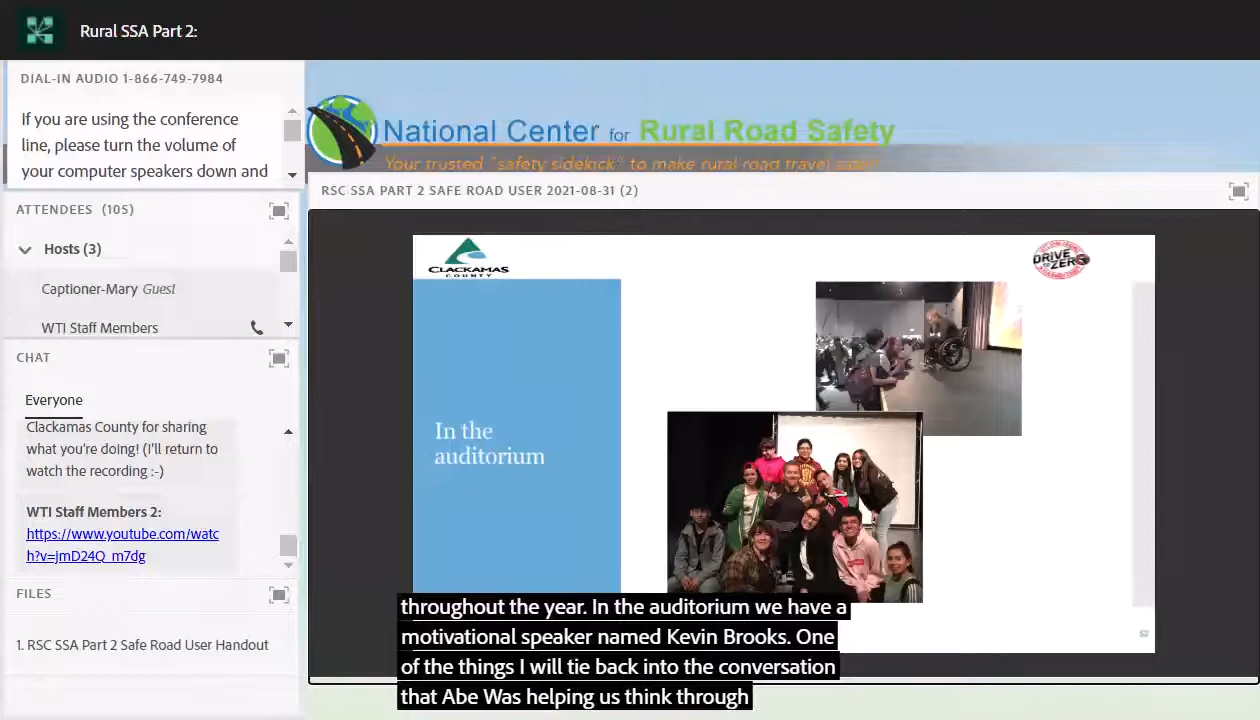 Rural SSA Part 2:
DIAL-IN AUDIO 1-866-749-7984
If you are using the conference
line, please turn the volume of
your computer speakers down and
ATTENDEES (105)
Hosts (3)
Captioner-Mary Guest
WTI Staff Members
CHAT
Everyone
Clackamas County for sharing
what you're doing! (I'll return to
watch the recording :-)
WTI Staff Members 2:
https://www.youtube.com/watc
h?v=jmD24Q_m7dg
FILES
1. RSC SSA Part 2 Safe Road User Handout
National Center for Rural Road Safety
Your trusted "safety sidekick" to make rural road travel safer!
RSC SSA PART 2 SAFE ROAD USER 2021-08-31 (2)
CLACKAMAS
COUNTY
DRIVE
TO ZERO
In the
auditorium
throughout the year. In the auditorium we have a
motivational speaker named Kevin Brooks. One
of the things I will tie back into the conversation
that Abe Was helping us think through